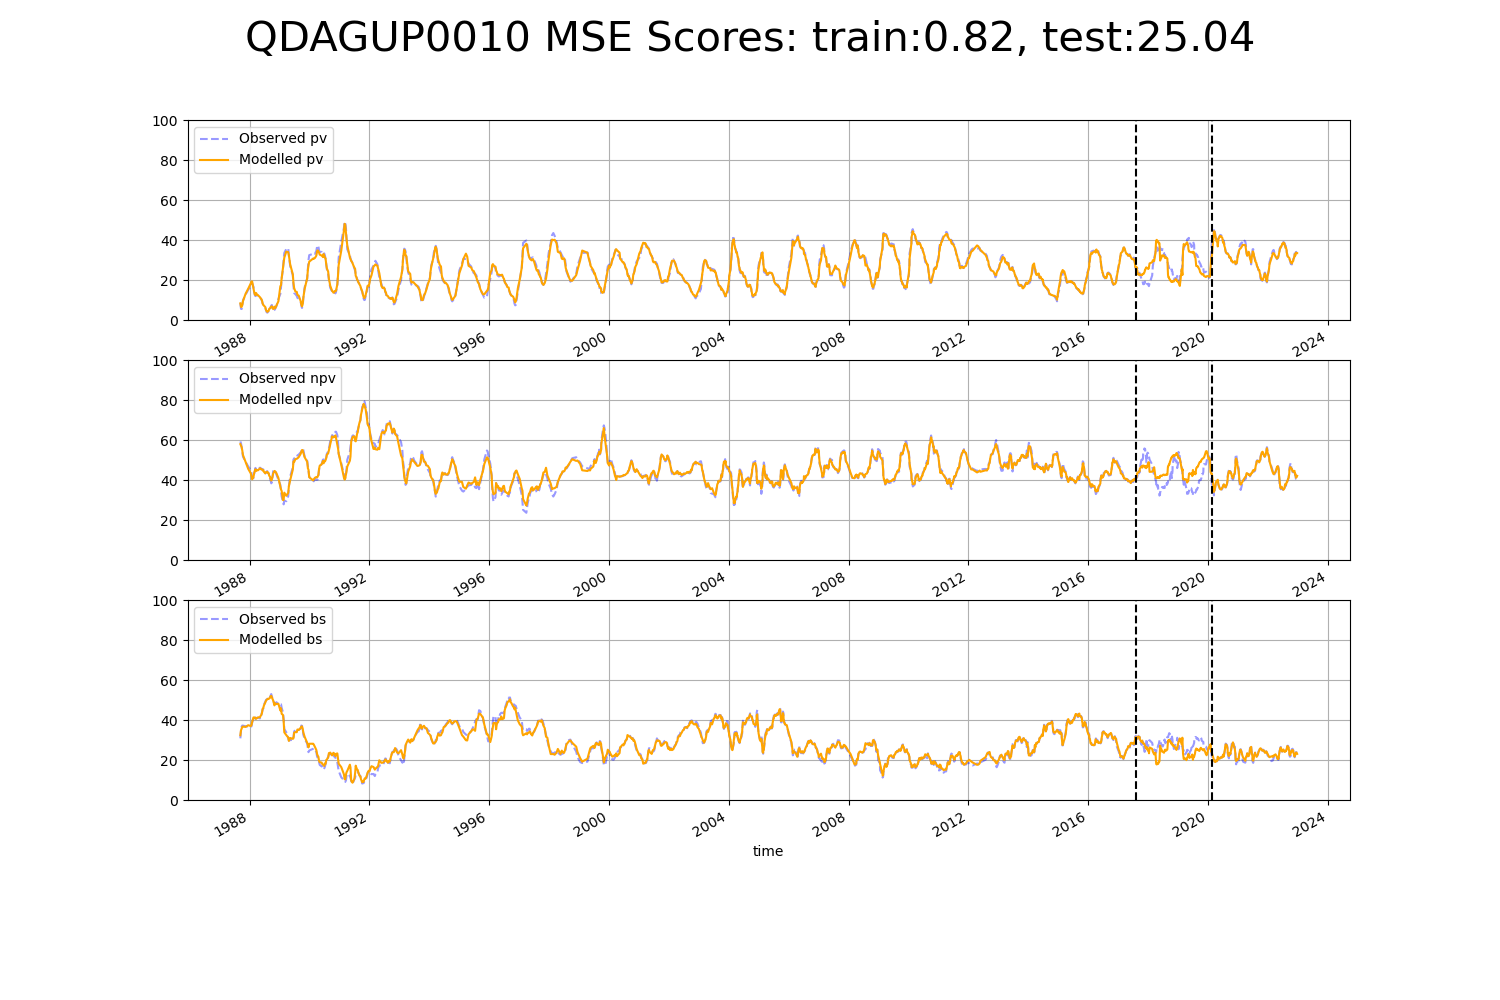 QDAGUP0010 MSE Scores: train:0.82, test:25.04
100
80
60
40
20
0
Observed pv
Modelled pv
1988 1992 1996 2000 2004 2008 2012 2016 2020 2024
100
80
60
40
20
0
Observed npv
Modelled npv
1988 1992 1996 2000 2004 2008 2012 2016 2020 2024
100
80
60
40
20
0
Observed bs
Modelled bs
1988 1992 1996 2000 2004 2008 2012 2016 2020 2024
time